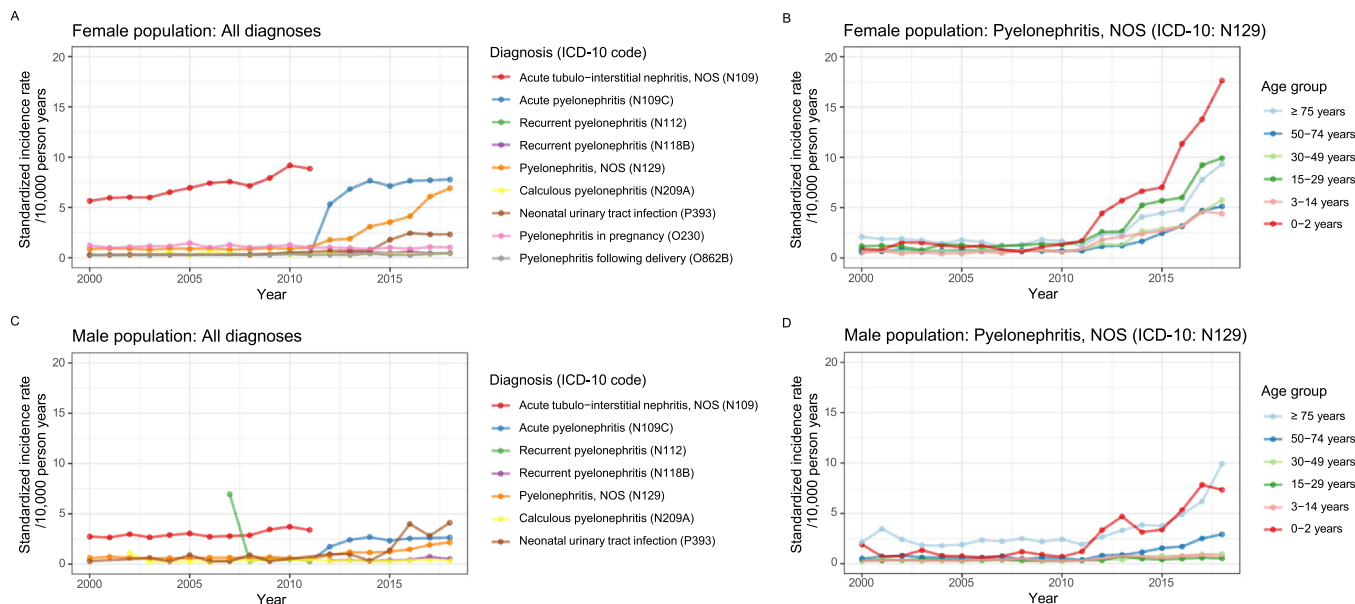 A
Female population: All diagnoses
Standardized incidence rate
/10,000 person years
20
15
10
5
0
2000
2005
2010
2015
Year
Diagnosis (ICD-10 code)
Acute tubulo-interstitial nephritis, NOS (N109)
Acute pyelonephritis (N109C)
Recurrent pyelonephritis (N112)
Recurrent pyelonephritis (N118B)
Pyelonephritis, NOS (N129)
Calculous pyelonephritis (N209A)
Neonatal urinary tract infection (P393)
Pyelonephritis in pregnancy (O230)
Pyelonephritis following delivery (O862B)
B
Female population: Pyelonephritis, NOS (ICD-10: N129)
Standardized incidence rate
/10,000 person years
20
15
10
5
0
2000
2005
2010
2015
Year
Age group
≥ 75 years
50−74 years
30−49 years
15−29 years
3−14 years
0−2 years
C
Male population: All diagnoses
Standardized incidence rate
/10,000 person years
20
15
10
5
0
2000
2005
2010
2015
Year
Diagnosis (ICD-10 code)
Acute tubulo-interstitial nephritis, NOS (N109)
Acute pyelonephritis (N109C)
Recurrent pyelonephritis (N112)
Recurrent pyelonephritis (N118B)
Pyelonephritis, NOS (N129)
Calculous pyelonephritis (N209A)
Neonatal urinary tract infection (P393)
D
Male population: Pyelonephritis, NOS (ICD-10: N129)
Standardized incidence rate
/10,000 person years
20
15
10
5
0
2000
2005
2010
2015
Year
Age group
≥ 75 years
50−74 years
30−49 years
15−29 years
3−14 years
0−2 years